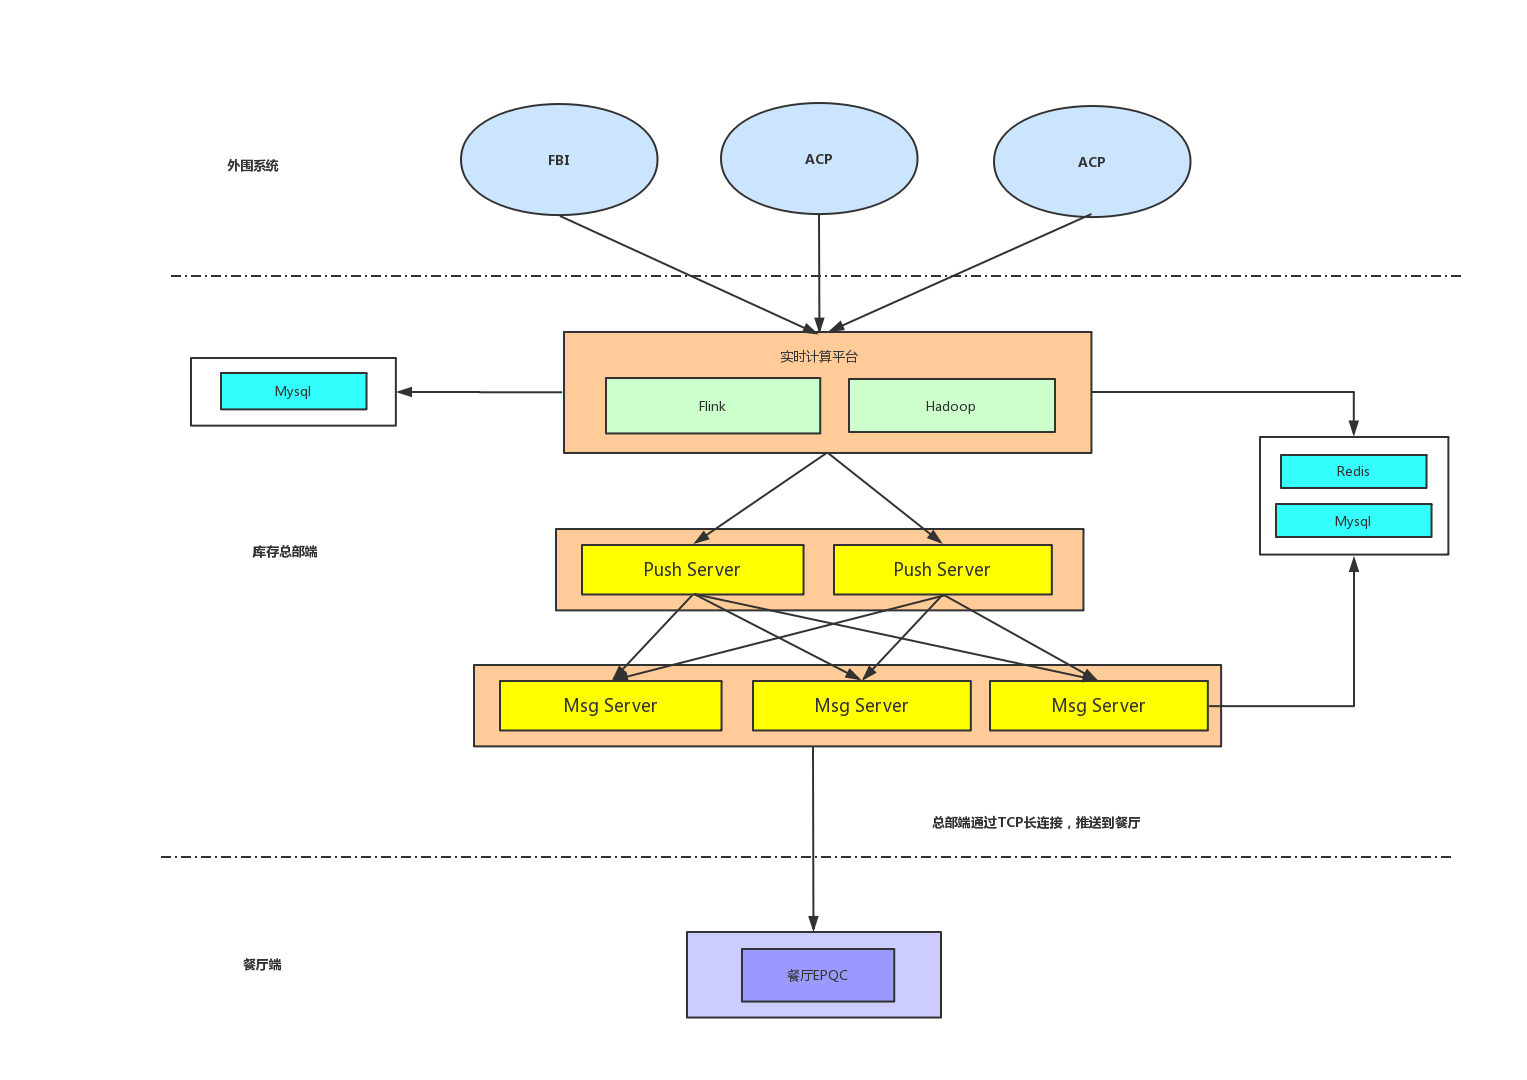 外围系统
FBI
ACP
ACP
实时计算平台
Flink
Hadoop
Mysql
Redis
Mysql
库存总部端
Push Server
Push Server
Msg Server
Msg Server
Msg Server
总部端通过TCP长连接，推送到餐厅
餐厅端
餐厅EPQC